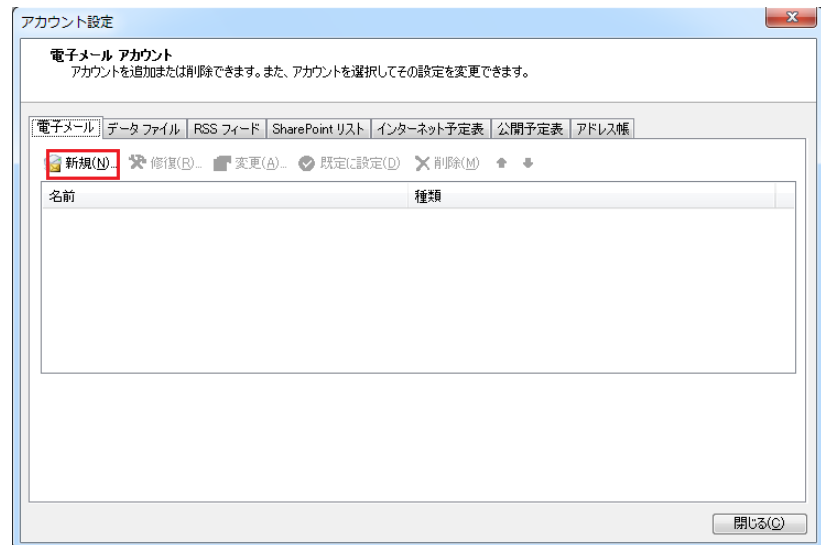 アカウント設定
電子メール アカウント
アカウントを追加または削除できます。また、アカウントを選択してその設定を変更できます。
電子メール データ ファイル RSS フィード SharePoint リスト インターネット予定表 公開予定表 アドレス帳
新規(N)... 修復(R)... 変更(A)... 既定に設定(D) 削除(M)
名前 種類
閉じる(C)